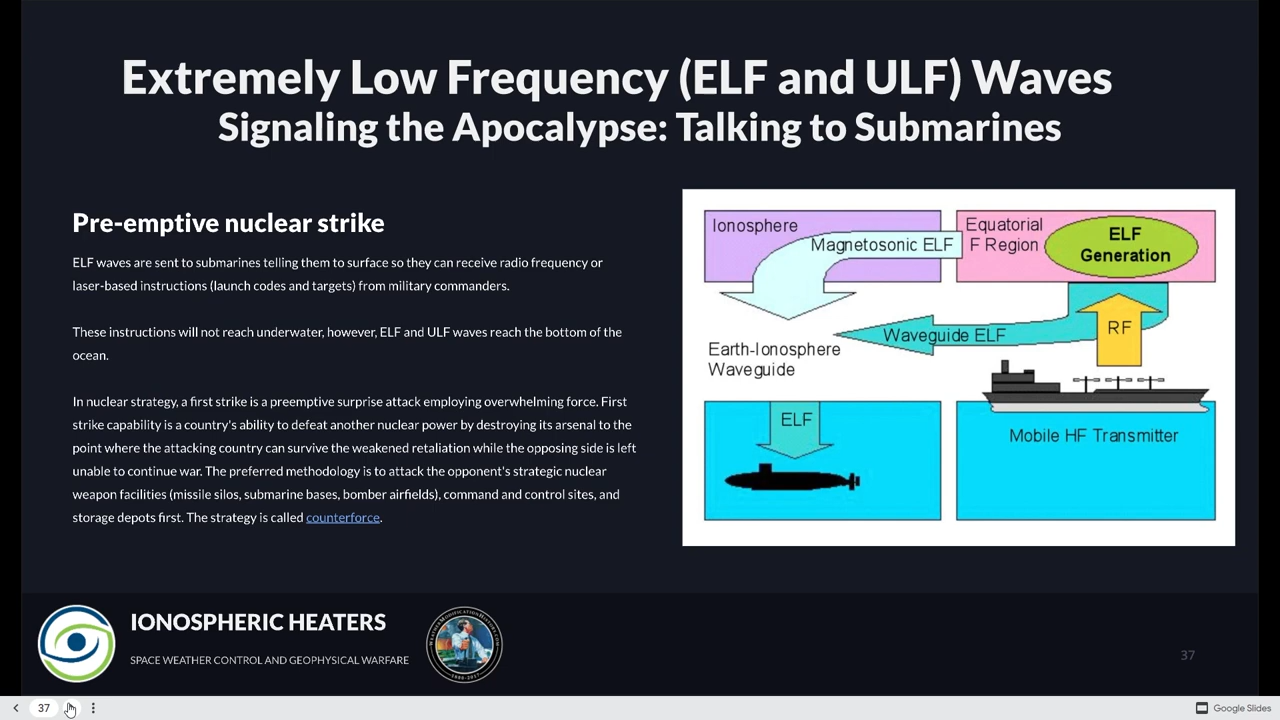 Extremely Low Frequency (ELF and ULF) Waves
Signaling the Apocalypse: Talking to Submarines
Pre-emptive nuclear strike
ELF waves are sent to submarines telling them to surface so they can receive radio frequency or
laser-based instructions (launch codes and targets) from military commanders.
These instructions will not reach underwater, however, ELF and ULF waves reach the bottom of the
ocean.
In nuclear strategy, a first strike is a preemptive surprise attack employing overwhelming force. First
strike capability is a country's ability to defeat another nuclear power by destroying its arsenal to the
point where the attacking country can survive the weakened retaliation while the opposing side is left
unable to continue war. The preferred methodology is to attack the opponent's strategic nuclear
weapon facilities (missile silos, submarine bases, bomber airfields), command and control sites, and
storage depots first. The strategy is called counterforce.
Ionosphere
Magnetosonic ELF
Equatorial
F Region
ELF
Generation
RF
Waveguide ELF
Earth-Ionosphere
Waveguide
ELF
Mobile HF Transmitter
IONOSPHERIC HEATERS
SPACE WEATHER CONTROL AND GEOPHYSICAL WARFARE
WEATHERMODIFICATIONHISTORY.COM
37
37
Google Slides